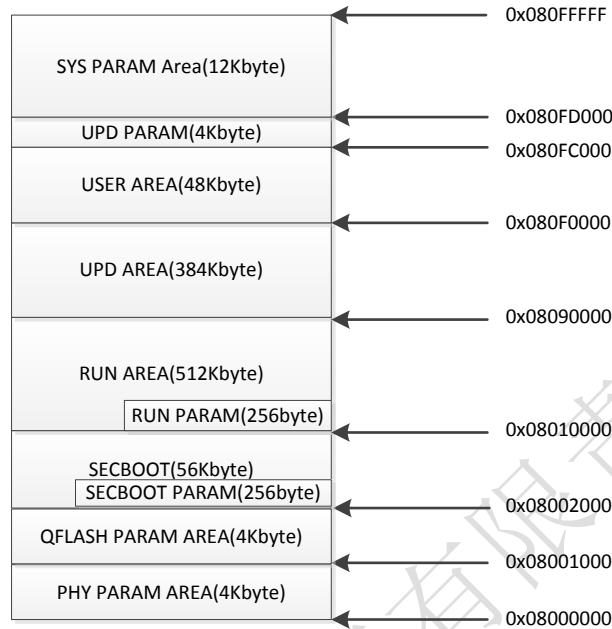 0x080FFFFF
SYS PARAM Area(12Kbyte)
0x080FD000
UPD PARAM(4Kbyte)
0x080FC000
USER AREA(48Kbyte)
0x080F0000
UPD AREA(384Kbyte)
0x08090000
RUN AREA(512Kbyte)
RUN PARAM(256byte)
0x08010000
SECBOOT(56Kbyte)
SECBOOT PARAM(256byte)
0x08002000
QFLASH PARAM AREA(4Kbyte)
0x08001000
PHY PARAM AREA(4Kbyte)
0x08000000
有限